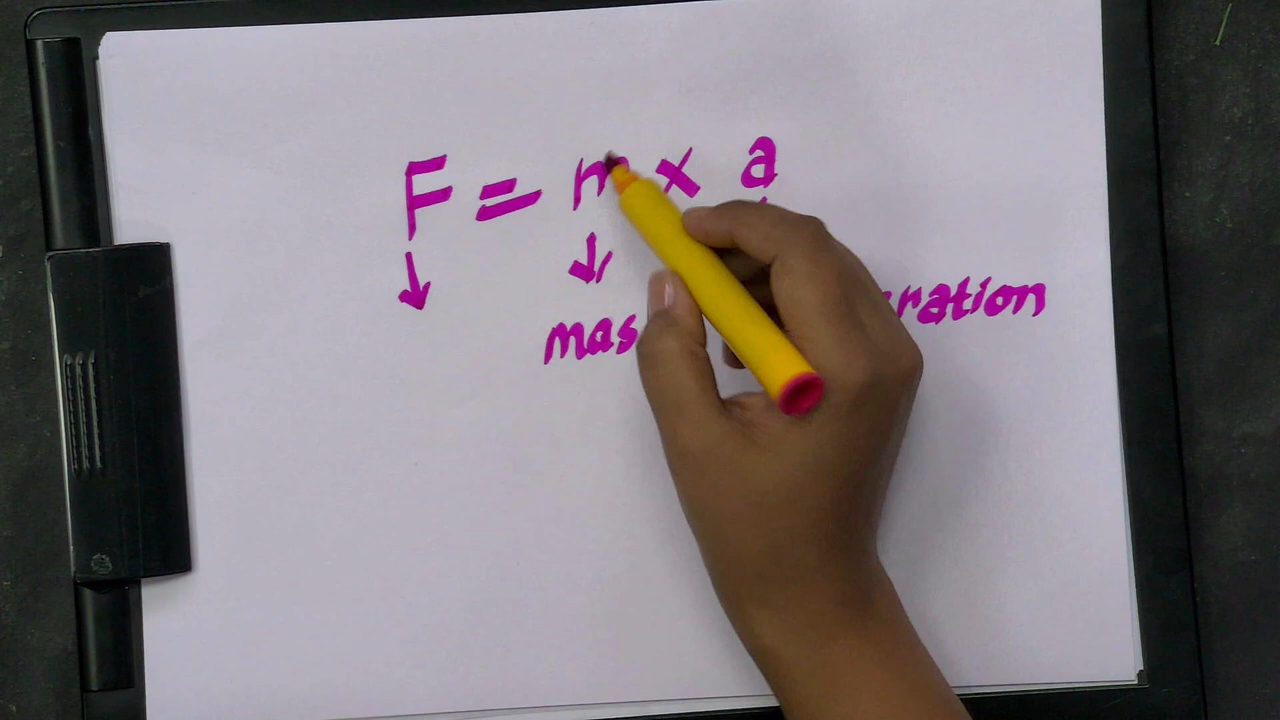 F = m x a
mas ration